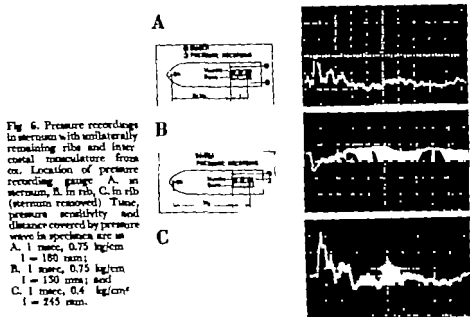 A
B
C
Fig 6. Pressure recordings
in sternum with unilaterally
remaining ribs and inter
costal musculature from
ox. Location of pressure
recording gauge A. in
sternum, B. in rib, C. in rib
(sternum removed) Time,
pressure sensitivity and
distance covered by pressure
wave in specimen are in
A. 1 msec, 0.75 kg/cm
l = 180 mm;
B. 1 msec, 0.75 kg/cm
l = 130 mm; and
C. 1 msec, 0.4 kg/cm²
l = 245 mm.